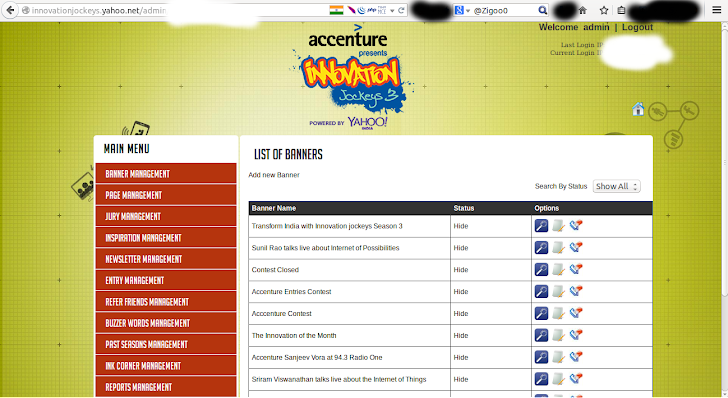 innovationjockeys.yahoo.net/admin
php
@Zigoo0
Welcome admin | Logout
Last Login
Current Login
>
accenture
presents
INNOVATION
Jockeys 3
POWERED BY YAHOO!
INDIA
MAIN MENU
BANNER MANAGEMENT
PAGE MANAGEMENT
JURY MANAGEMENT
INSPIRATION MANAGEMENT
NEWSLETTER MANAGEMENT
ENTRY MANAGEMENT
REFER FRIENDS MANAGEMENT
BUZZER WORDS MANAGEMENT
PAST SEASONS MANAGEMENT
INK CORNER MANAGEMENT
REPORTS MANAGEMENT
LIST OF BANNERS
Add new Banner
Search By Status Show All
Banner Name Status Options
Transform India with Innovation jockeys Season 3 Hide
Sunil Rao talks live about Internet of Possibilities Hide
Contest Closed Hide
Accenture Entries Contest Hide
Acccenture Contest Hide
The Innovation of the Month Hide
Accenture Sanjeev Vora at 94.3 Radio One Hide
Sriram Viswanathan talks live about the Internet of Things Hide